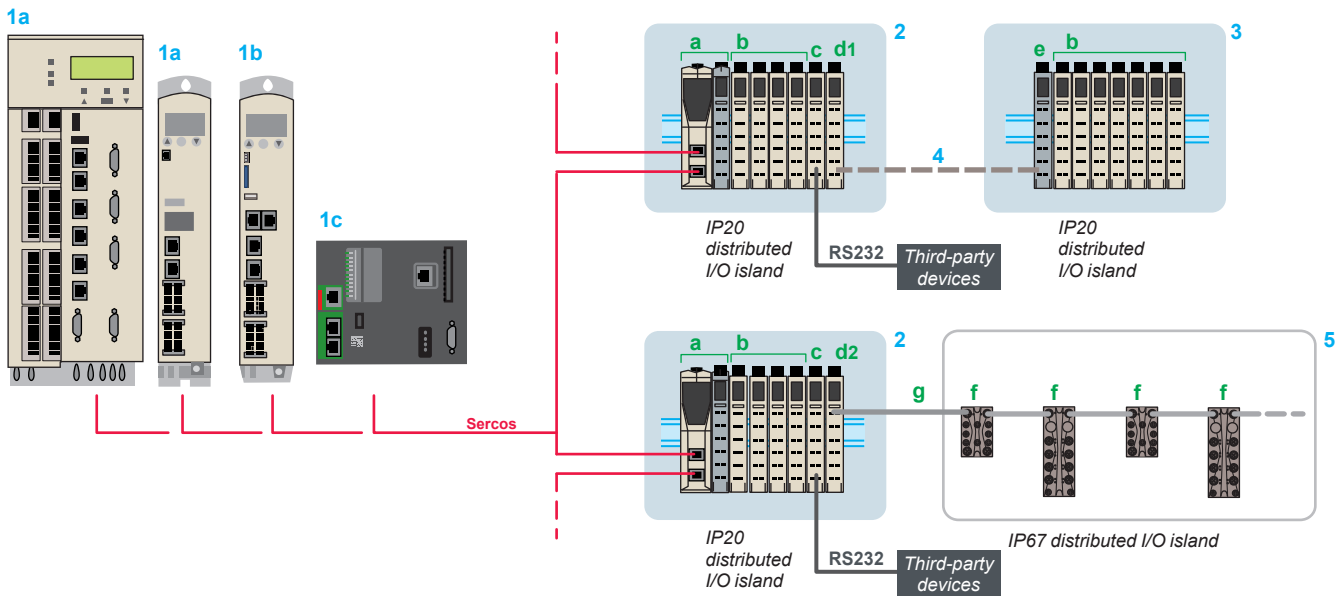 1a
1a
1b
1c
Sercos
a
b
c
d1
2
IP20
distributed
I/O island
RS232
Third-party
devices
4
e
b
3
IP20
distributed
I/O island
a
b
c
d2
2
IP20
distributed
I/O island
RS232
Third-party
devices
g
f
f
f
f
5
IP67 distributed I/O island